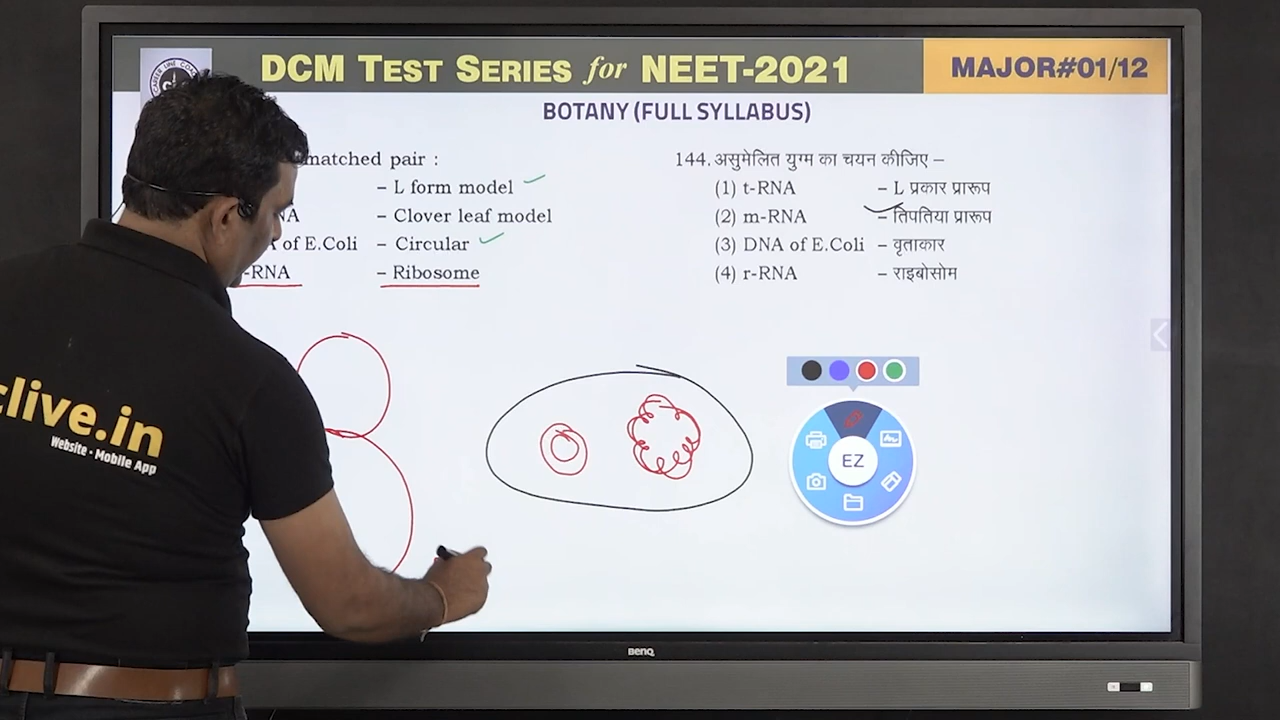 DCM TEST SERIES for NEET-2021
MAJOR#01/12
BOTANY (FULL SYLLABUS)
matched pair :
– L form model
NA – Clover leaf model
A of E.Coli – Circular
-RNA – Ribosome
144. असुमेलित युग्म का चयन कीजिए –
(1) t-RNA – L प्रकार प्रारूप
(2) m-RNA – तिपतिया प्रारूप
(3) DNA of E.Coli – वृताकार
(4) r-RNA – राइबोसोम
EZ
clive.in
Website • Mobile App
BenQ